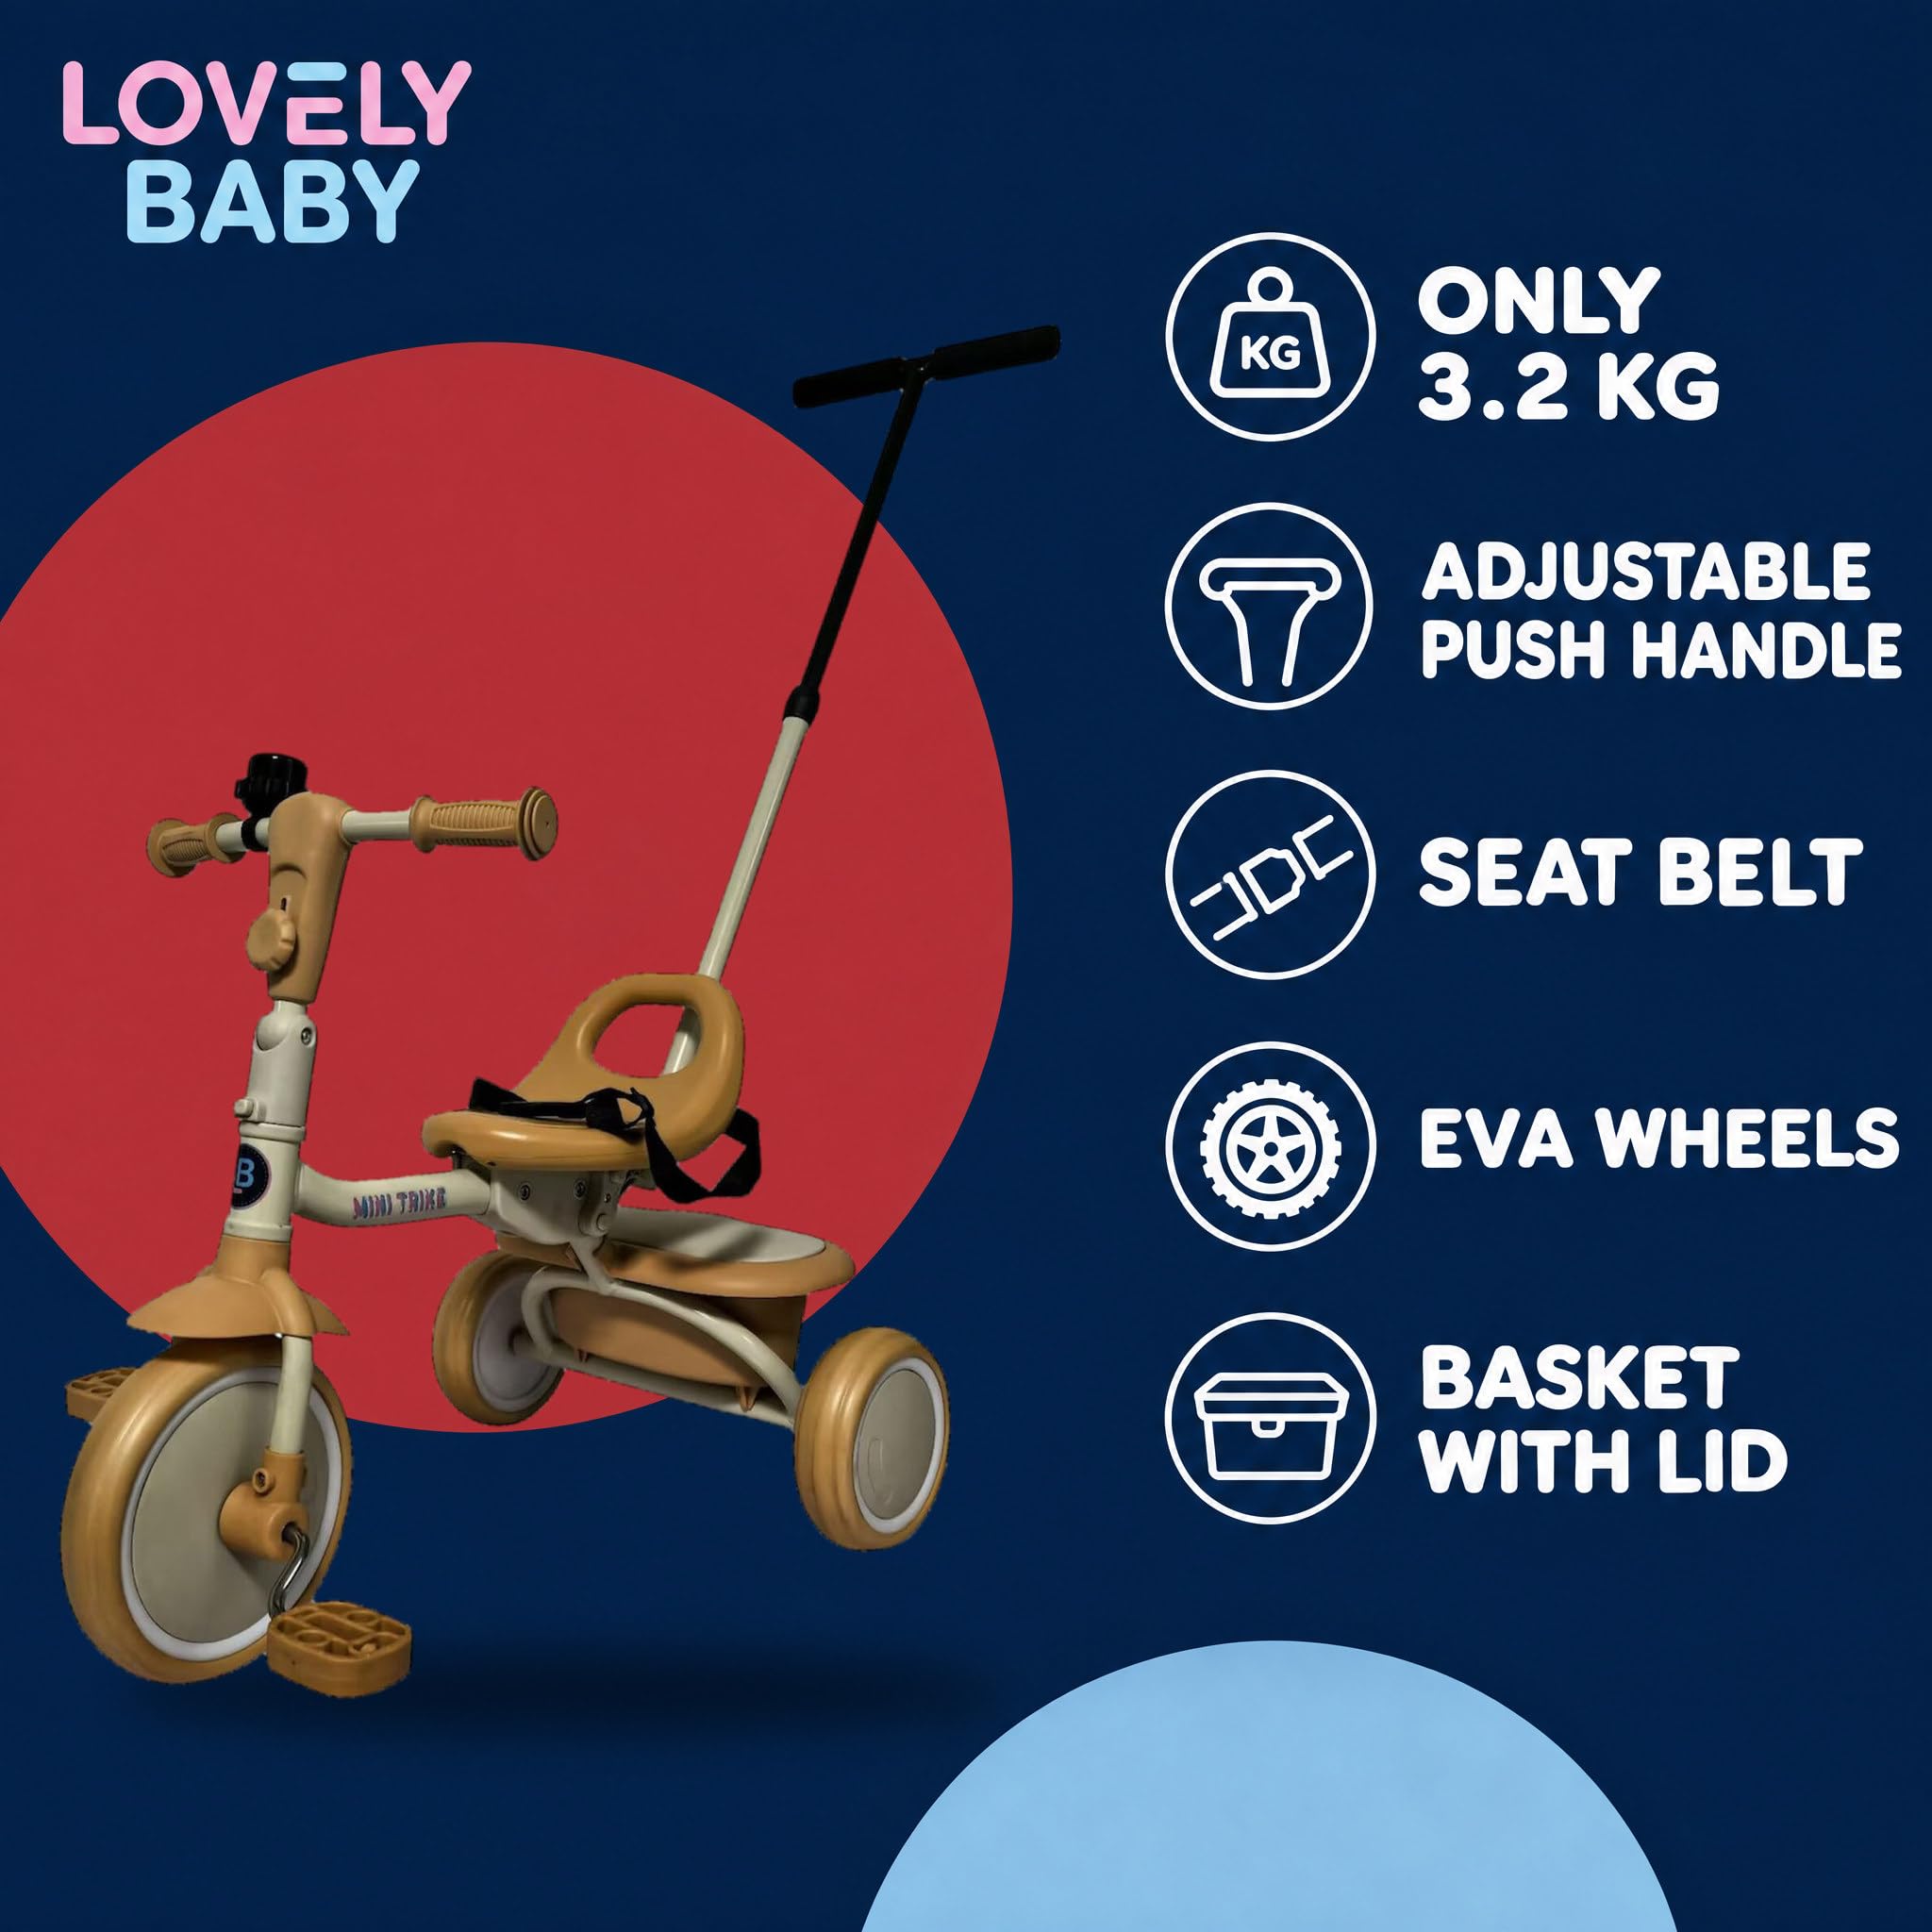 LOVELY
BABY
KG
ONLY
3.2 KG
ADJUSTABLE
PUSH HANDLE
SEAT BELT
EVA WHEELS
BASKET
WITH LID
LB
MINI TRIKE